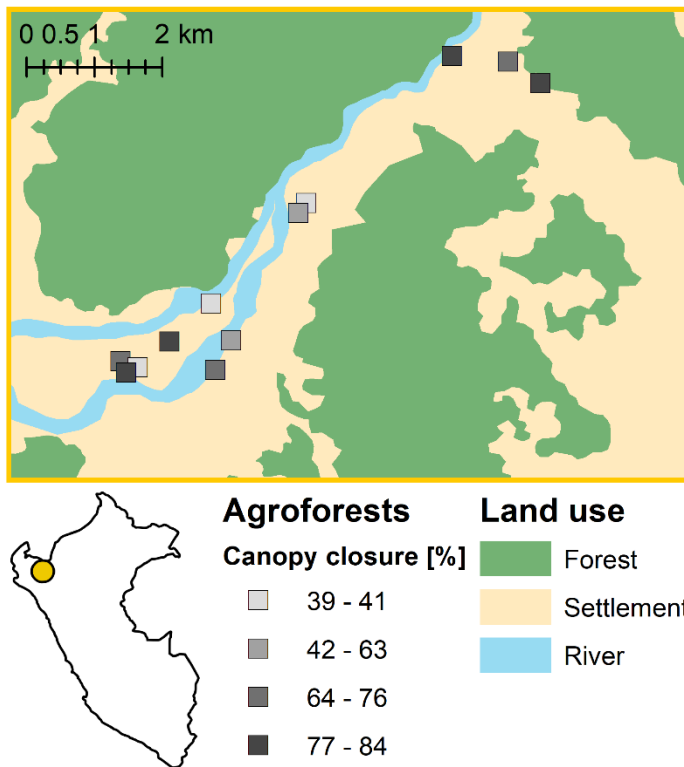 0 0.5 1 2 km
Agroforests
Canopy closure [%]
39 - 41
42 - 63
64 - 76
77 - 84
Land use
Forest
Settlement
River